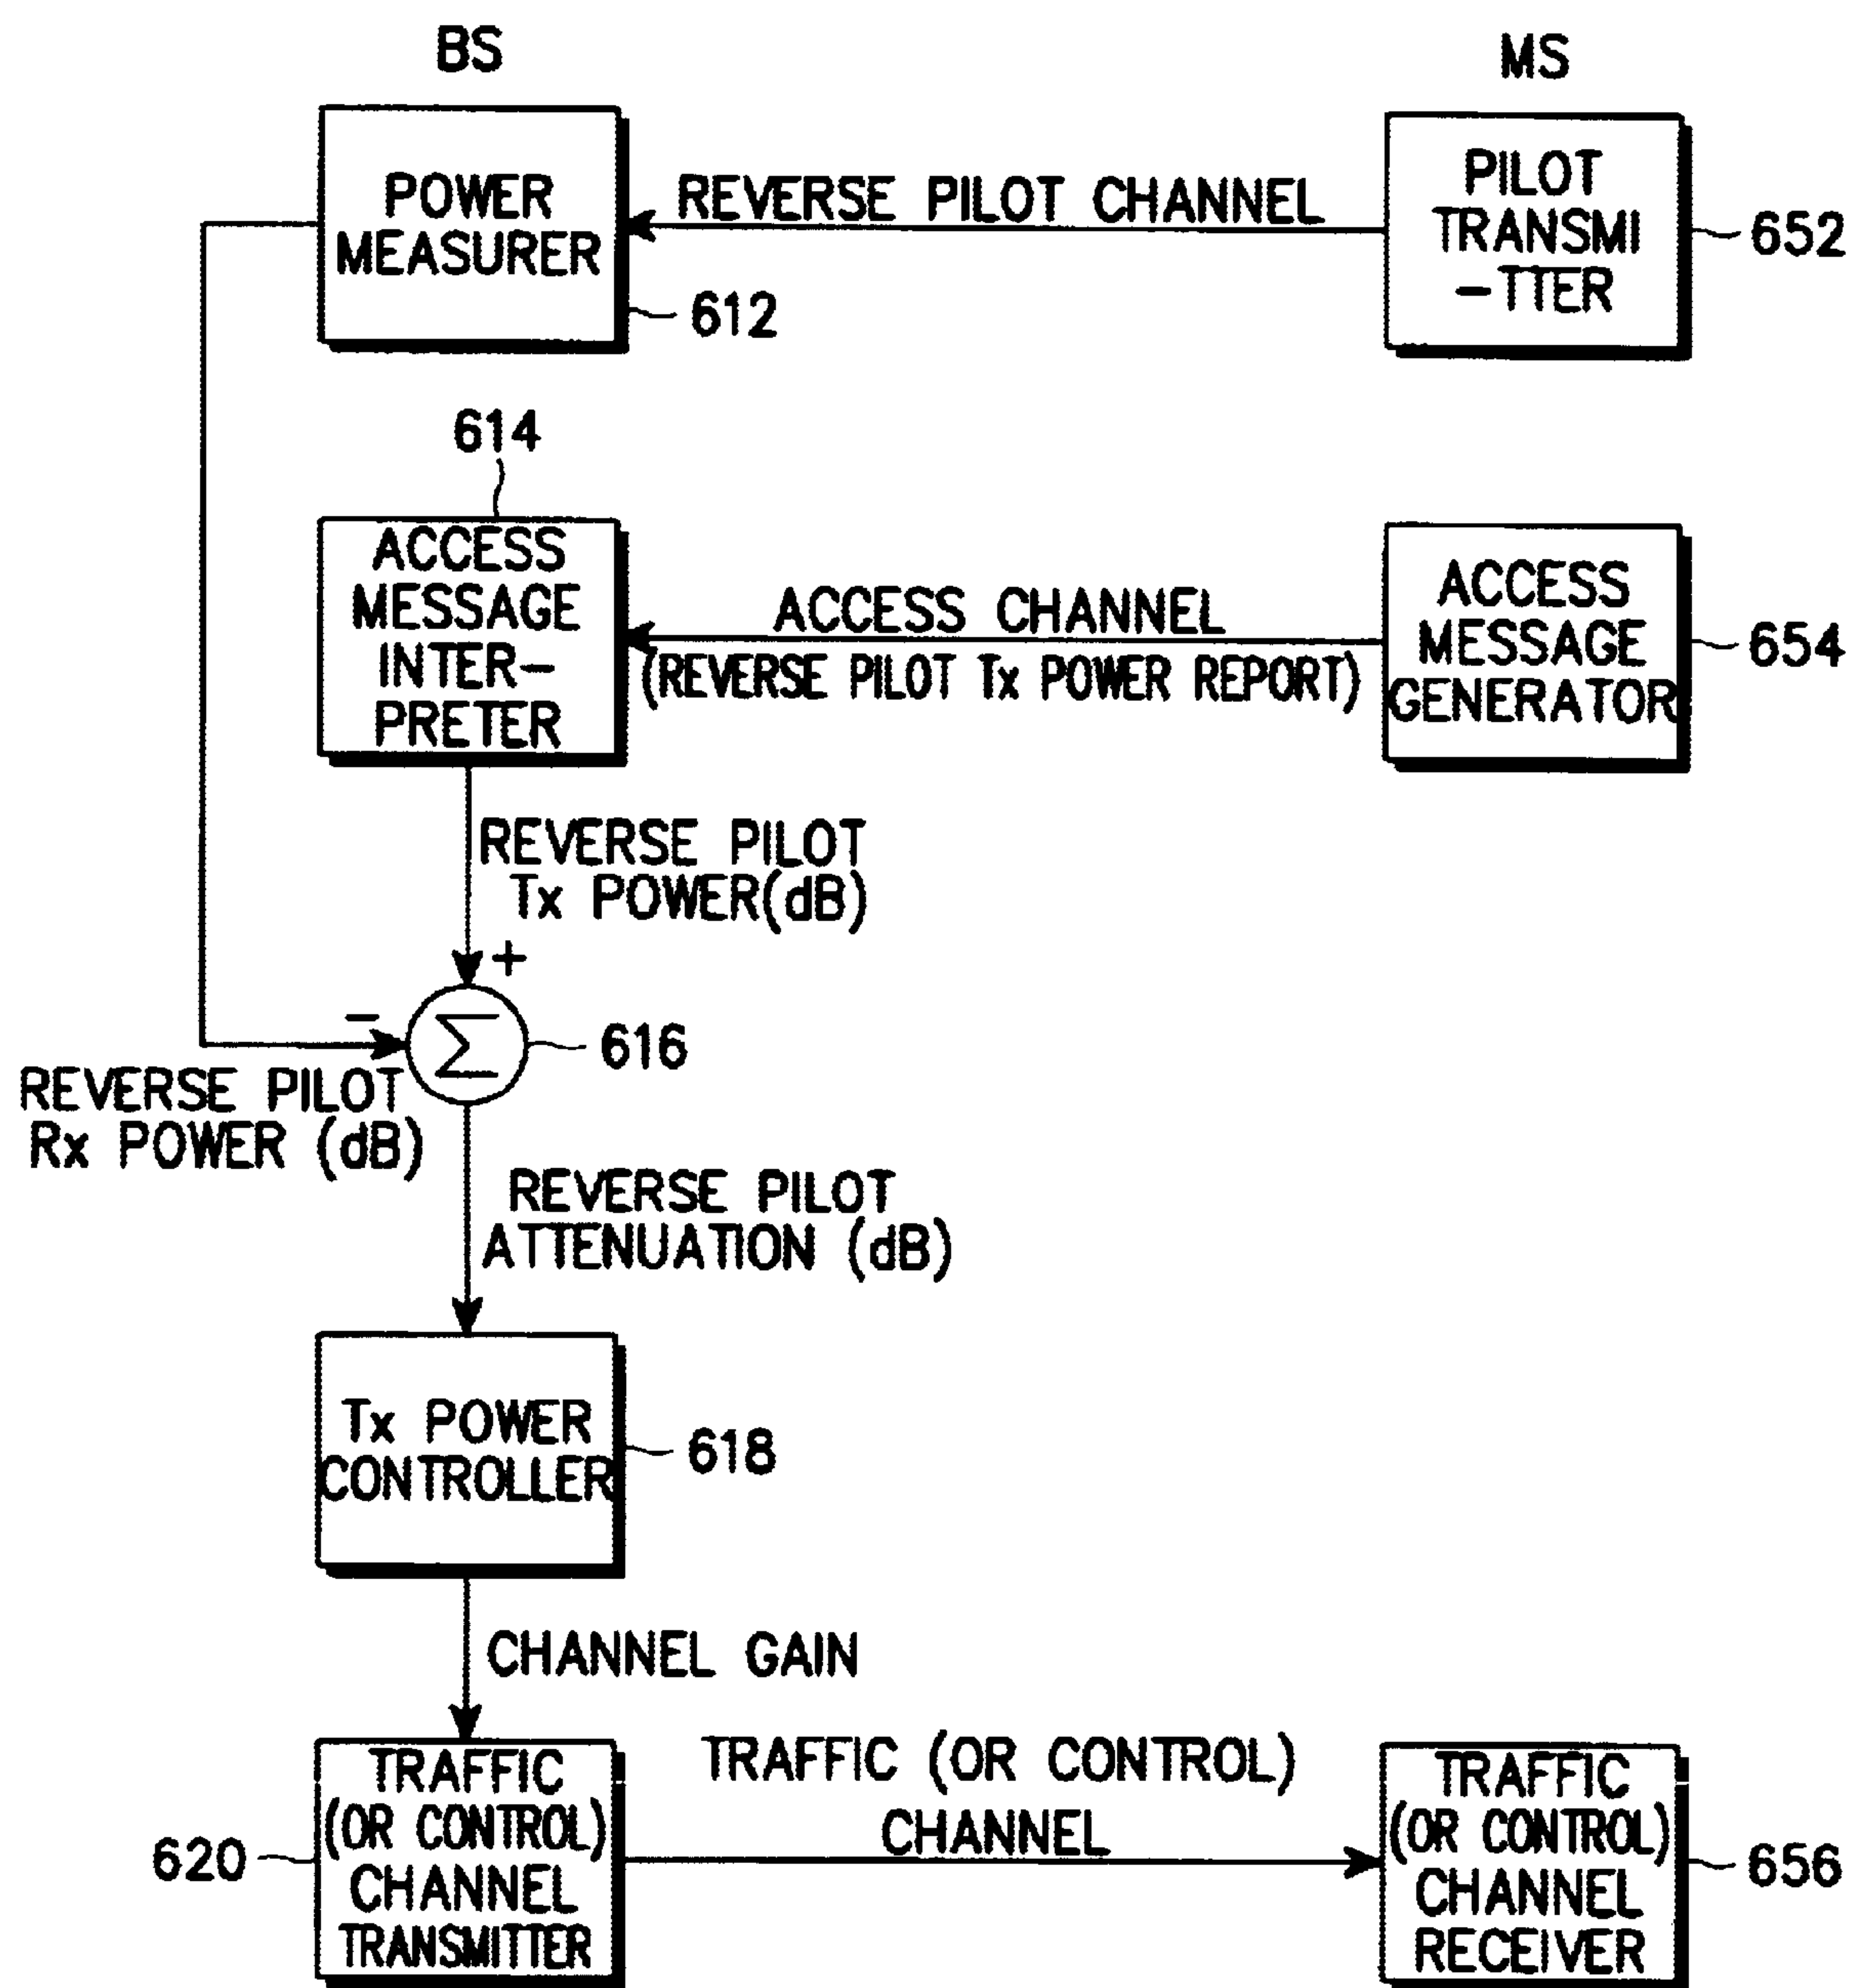 BS
MS
POWER
MEASURER
612
REVERSE PILOT CHANNEL
PILOT
TRANSMI
-TTER
652
614
ACCESS
MESSAGE
INTER-
PRETER
ACCESS CHANNEL
(REVERSE PILOT Tx POWER REPORT)
ACCESS
MESSAGE
GENERATOR
654
REVERSE PILOT
Tx POWER(dB)
+
-
Σ
616
REVERSE PILOT
Rx POWER (dB)
REVERSE PILOT
ATTENUATION (dB)
Tx POWER
CONTROLLER
618
CHANNEL GAIN
TRAFFIC
(OR CONTROL)
CHANNEL
TRANSMITTER
620
TRAFFIC (OR CONTROL)
CHANNEL
TRAFFIC
(OR CONTROL)
CHANNEL
RECEIVER
656